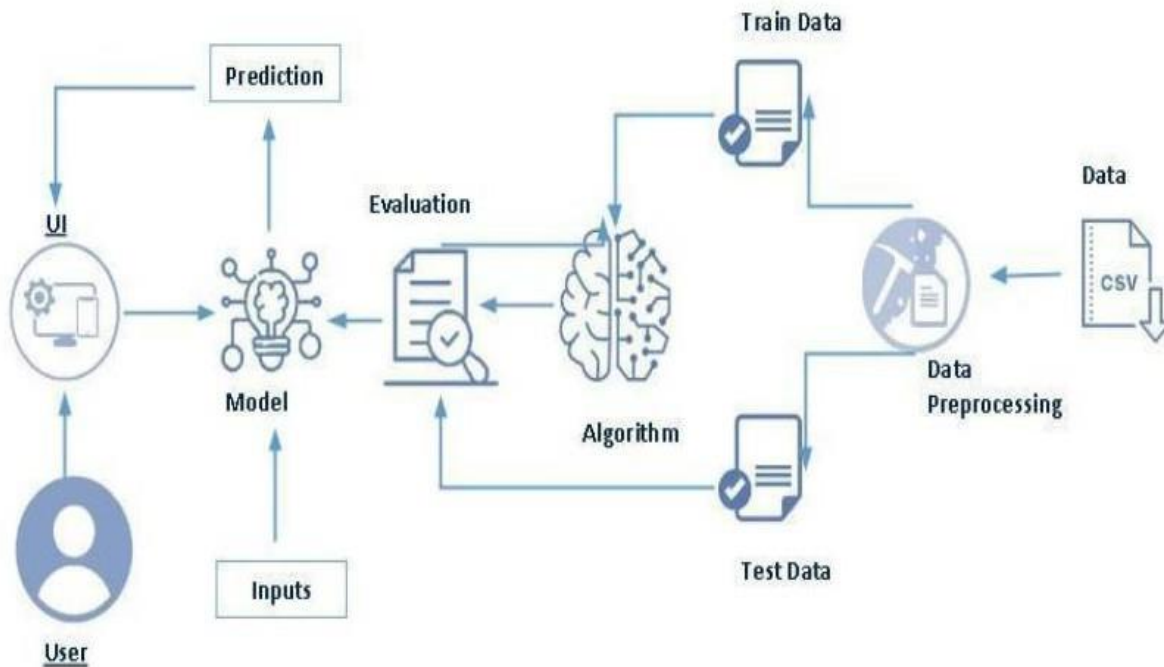 Train Data
Prediction
Data
Evaluation
UI
CSV
Model
Data
Preprocessing
Algorithm
Inputs
Test Data
User